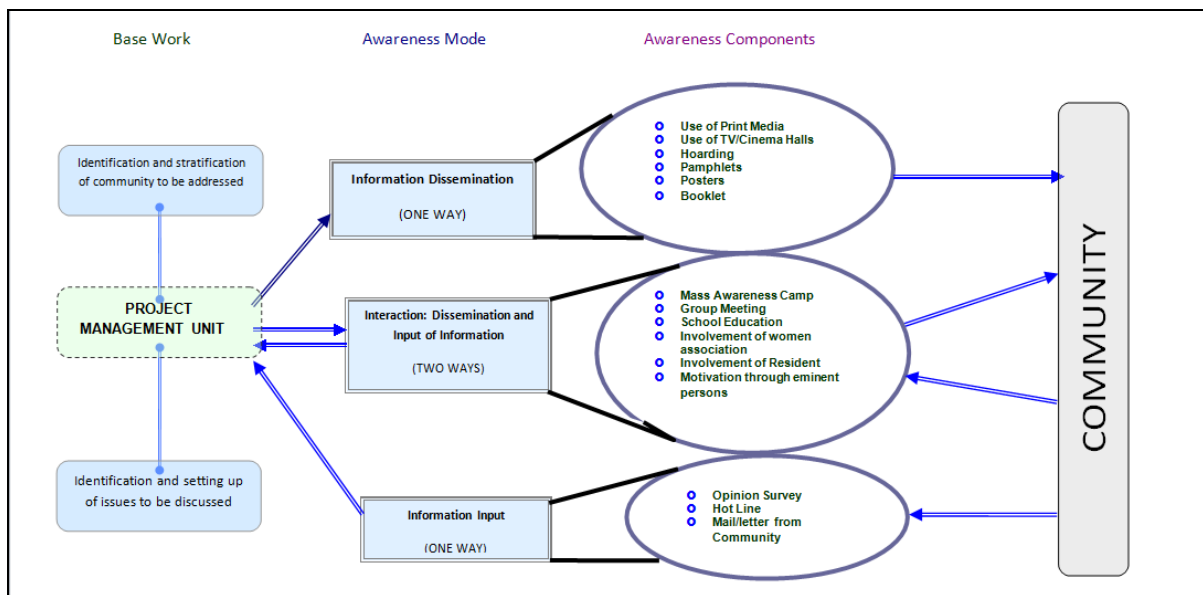 Base Work
Awareness Mode
Awareness Components
Identification and stratification
of community to be addressed
PROJECT
MANAGEMENT UNIT
Identification and setting up
of issues to be discussed
Information Dissemination
(ONE WAY)
Interaction: Dissemination and
Input of Information
(TWO WAYS)
Information Input
(ONE WAY)
Use of Print Media
Use of TV/Cinema Halls
Hoarding
Pamphlets
Posters
Booklet
Mass Awareness Camp
Group Meeting
School Education
Involvement of women
association
Involvement of Resident
Motivation through eminent
persons
Opinion Survey
Hot Line
Mail/letter from
Community
COMMUNITY